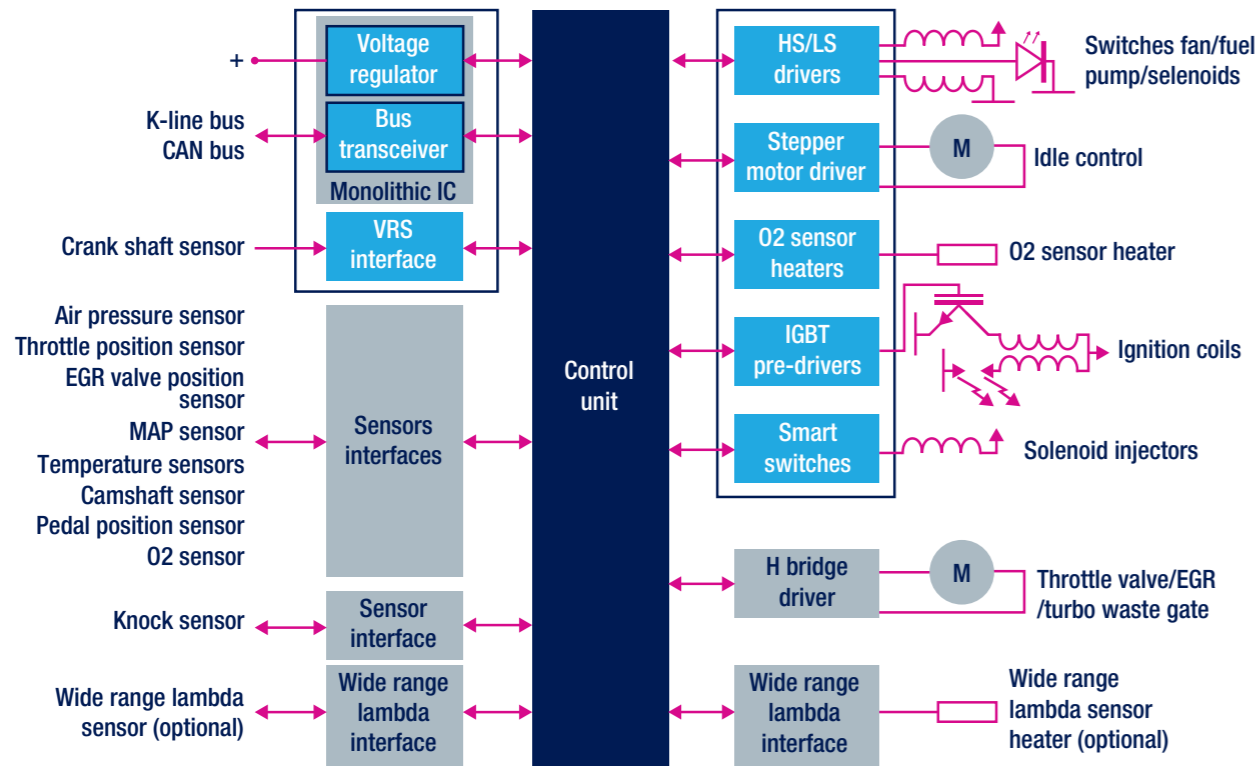 +
Voltage
regulator
K-line bus
CAN bus
Bus
transceiver
Monolithic IC
Crank shaft sensor
VRS
interface
Air pressure sensor
Throttle position sensor
EGR valve position
sensor
MAP sensor
Temperature sensors
Camshaft sensor
Pedal position sensor
O2 sensor
Sensors
interfaces
Knock sensor
Sensor
interface
Wide range lambda
sensor (optional)
Wide range
lambda
interface
Control
unit
HS/LS
drivers
Switches fan/fuel
pump/selenoids
Stepper
motor driver
M
Idle control
O2 sensor
heaters
O2 sensor heater
IGBT
pre-drivers
Ignition coils
Smart
switches
Solenoid injectors
H bridge
driver
M
Throttle valve/EGR
/turbo waste gate
Wide range
lambda
interface
Wide range
lambda sensor
heater (optional)